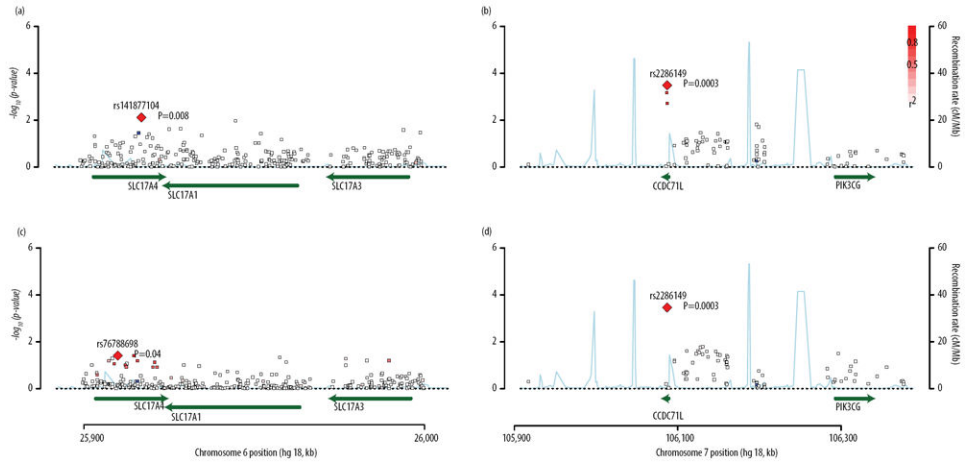 (a)
6
4
2
0
-log10 (p-value)
rs141877104
P=0.008
SLC17A4
SLC17A1
SLC17A3
(b)
6
4
2
0
rs2286149
P=0.0003
CCDC71L
PIK3CG
0.8
0.5
r2
60
40
20
0
Recombination rate (cM/Mb)
(c)
6
4
2
0
-log10 (p-value)
rs76788698
P=0.04
SLC17A4
SLC17A1
SLC17A3
25,900
26,000
Chromosome 6 position (hg 18, kb)
(d)
6
4
2
0
rs2286149
P=0.0003
CCDC71L
PIK3CG
60
40
20
0
Recombination rate (cM/Mb)
105,900
106,100
106,300
Chromosome 7 position (hg 18, kb)